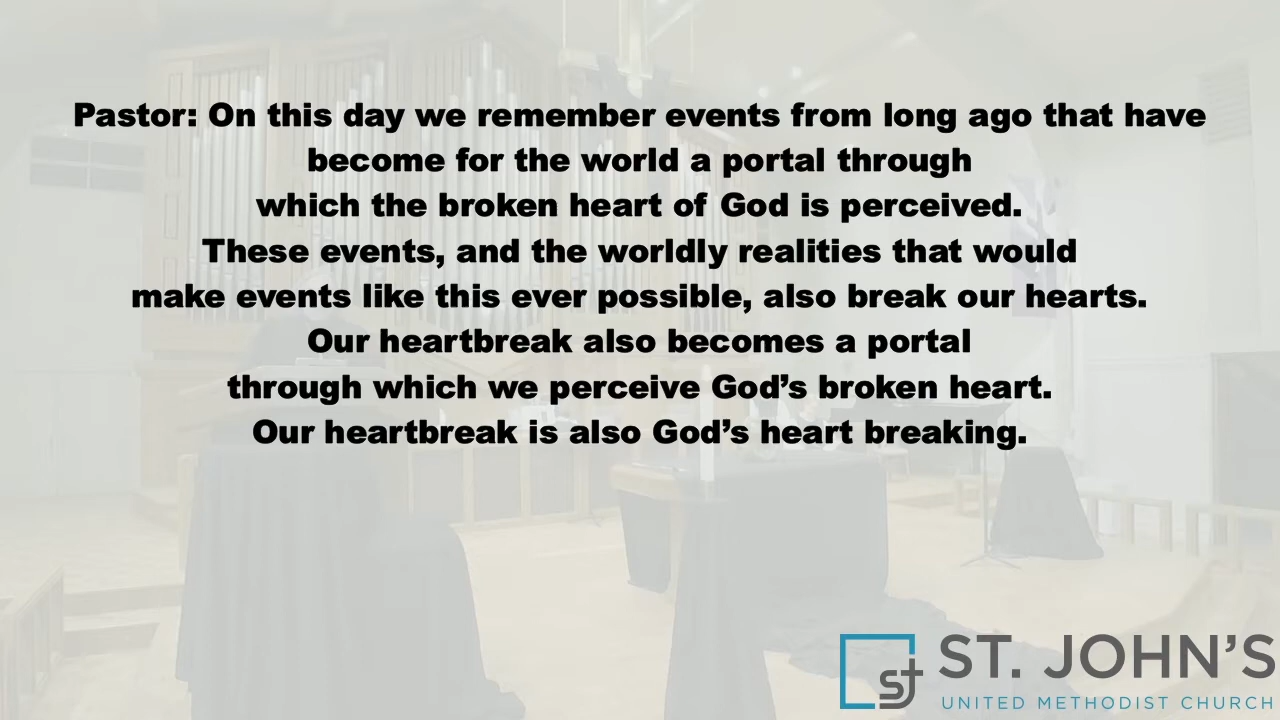 Pastor: On this day we remember events from long ago that have
become for the world a portal through
which the broken heart of God is perceived.
These events, and the worldly realities that would
make events like this ever possible, also break our hearts.
Our heartbreak also becomes a portal
through which we perceive God’s broken heart.
Our heartbreak is also God’s heart breaking.
stj ST. JOHN’S
UNITED METHODIST CHURCH